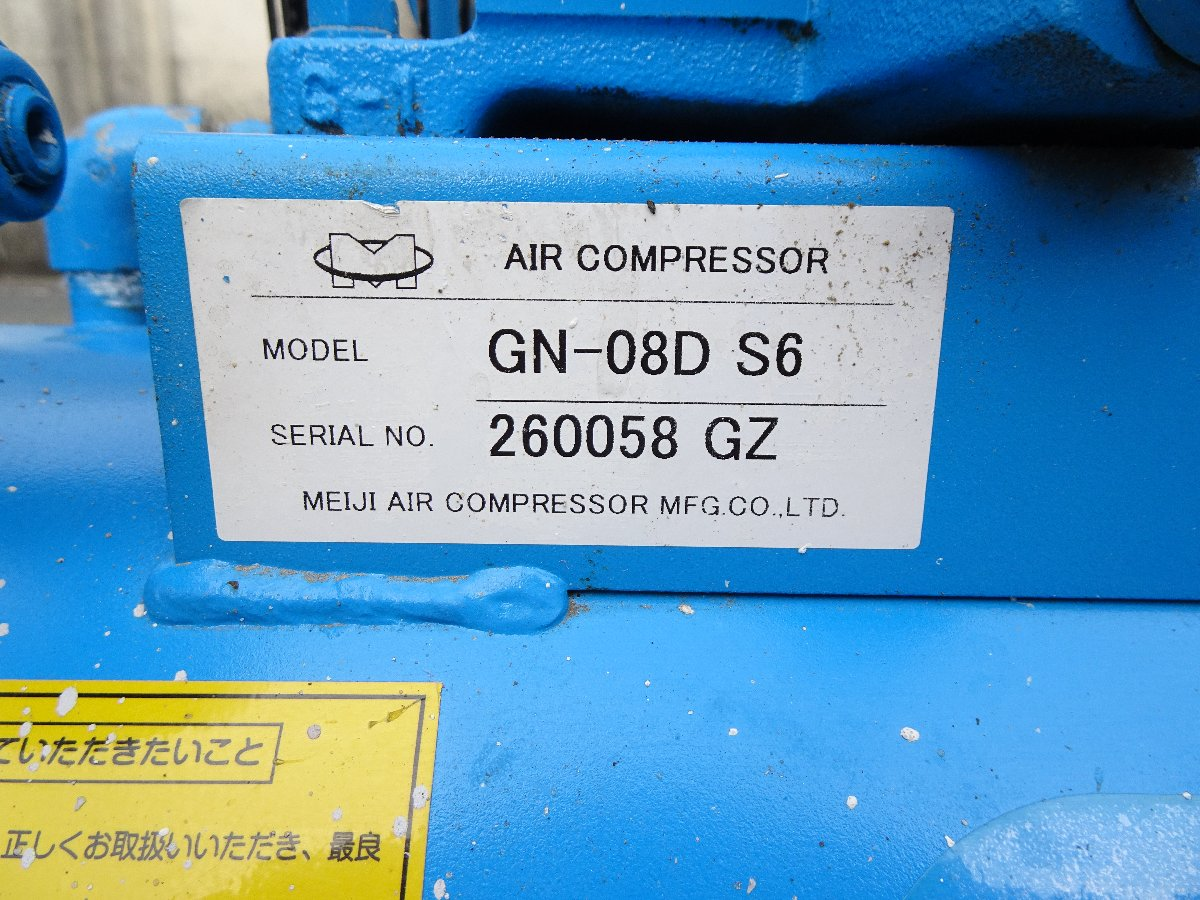 AIR COMPRESSOR
MODEL GN-08D S6
SERIAL NO. 260058 GZ
MEIJI AIR COMPRESSOR MFG.CO.,LTD.
ていただきたいこと
正しくお取扱いいただき、最良